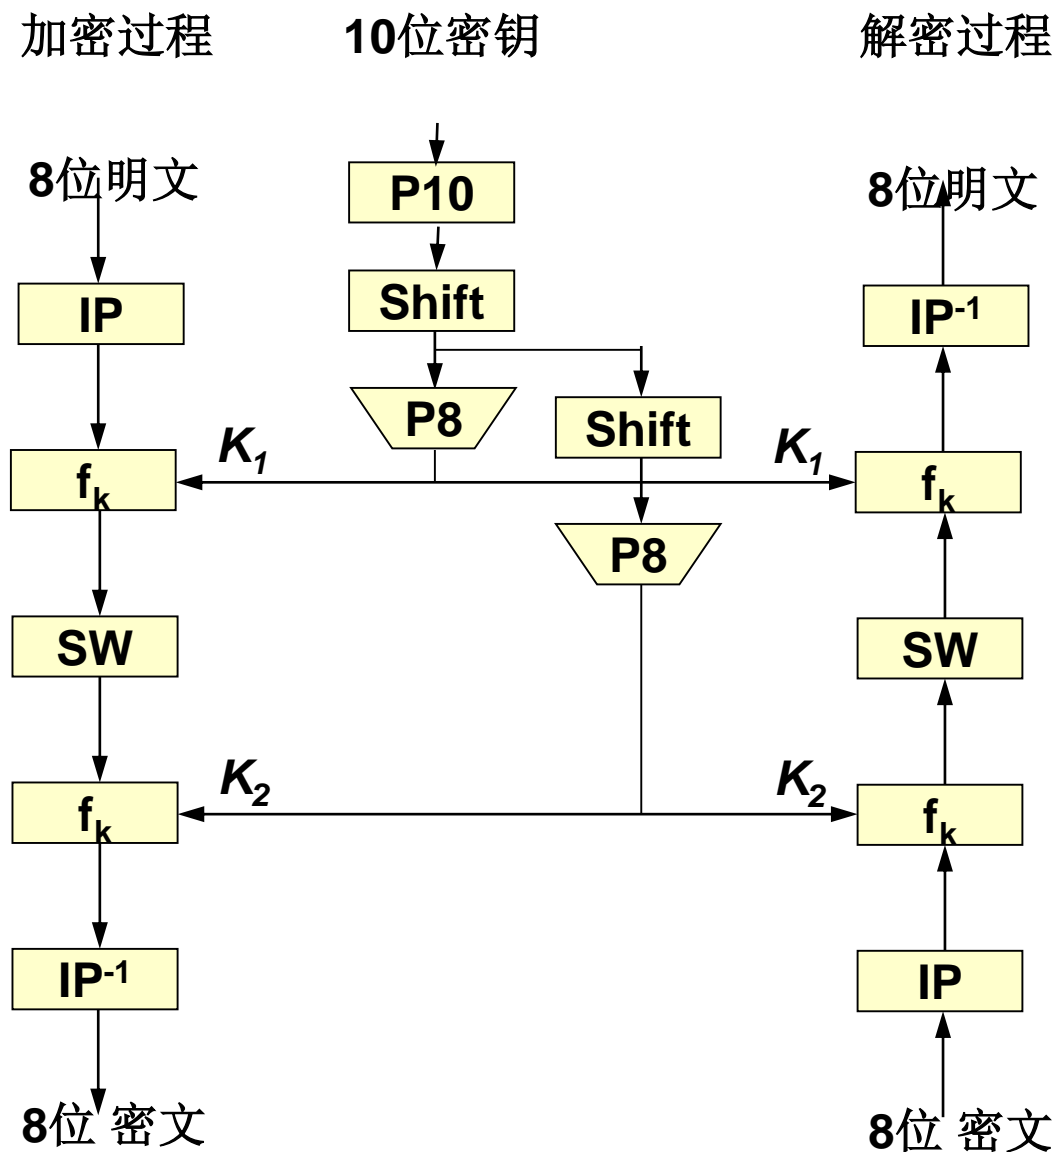 加密过程
10位密钥
解密过程
8位明文
P10
8位明文
IP
Shift
IP-1
P8
Shift
K1
K1
fk
fk
P8
SW
SW
K2
K2
fk
fk
IP-1
IP
8位 密文
8位 密文